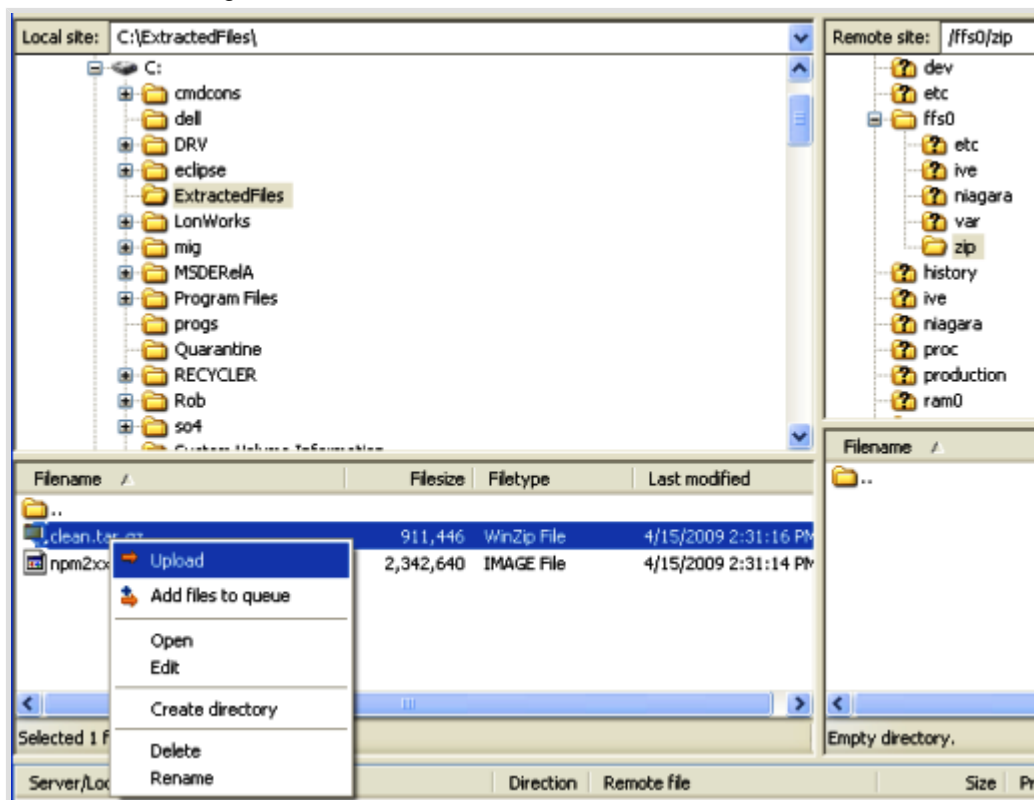 Local site: C:\ExtractedFiles\
C:
cmdcons
dell
DRV
eclipse
ExtractedFiles
LonWorks
mig
MSDERelA
Program Files
progs
Quarantine
RECYCLER
Rob
so4
System Volume Information
Filename Filesize Filetype Last modified
..
clean.tar.gz 911,446 WinZip File 4/15/2009 2:31:16 PM
npm2xx 2,342,640 IMAGE File 4/15/2009 2:31:14 PM
Upload
Add files to queue
Open
Edit
Create directory
Delete
Rename
Selected 1 f
Remote site: /ffs0/zip
dev
etc
ffs0
etc
ive
niagara
var
zip
history
ive
niagara
proc
production
ram0
Filename
..
Empty directory.
Server/Loc Direction Remote file Size Pr